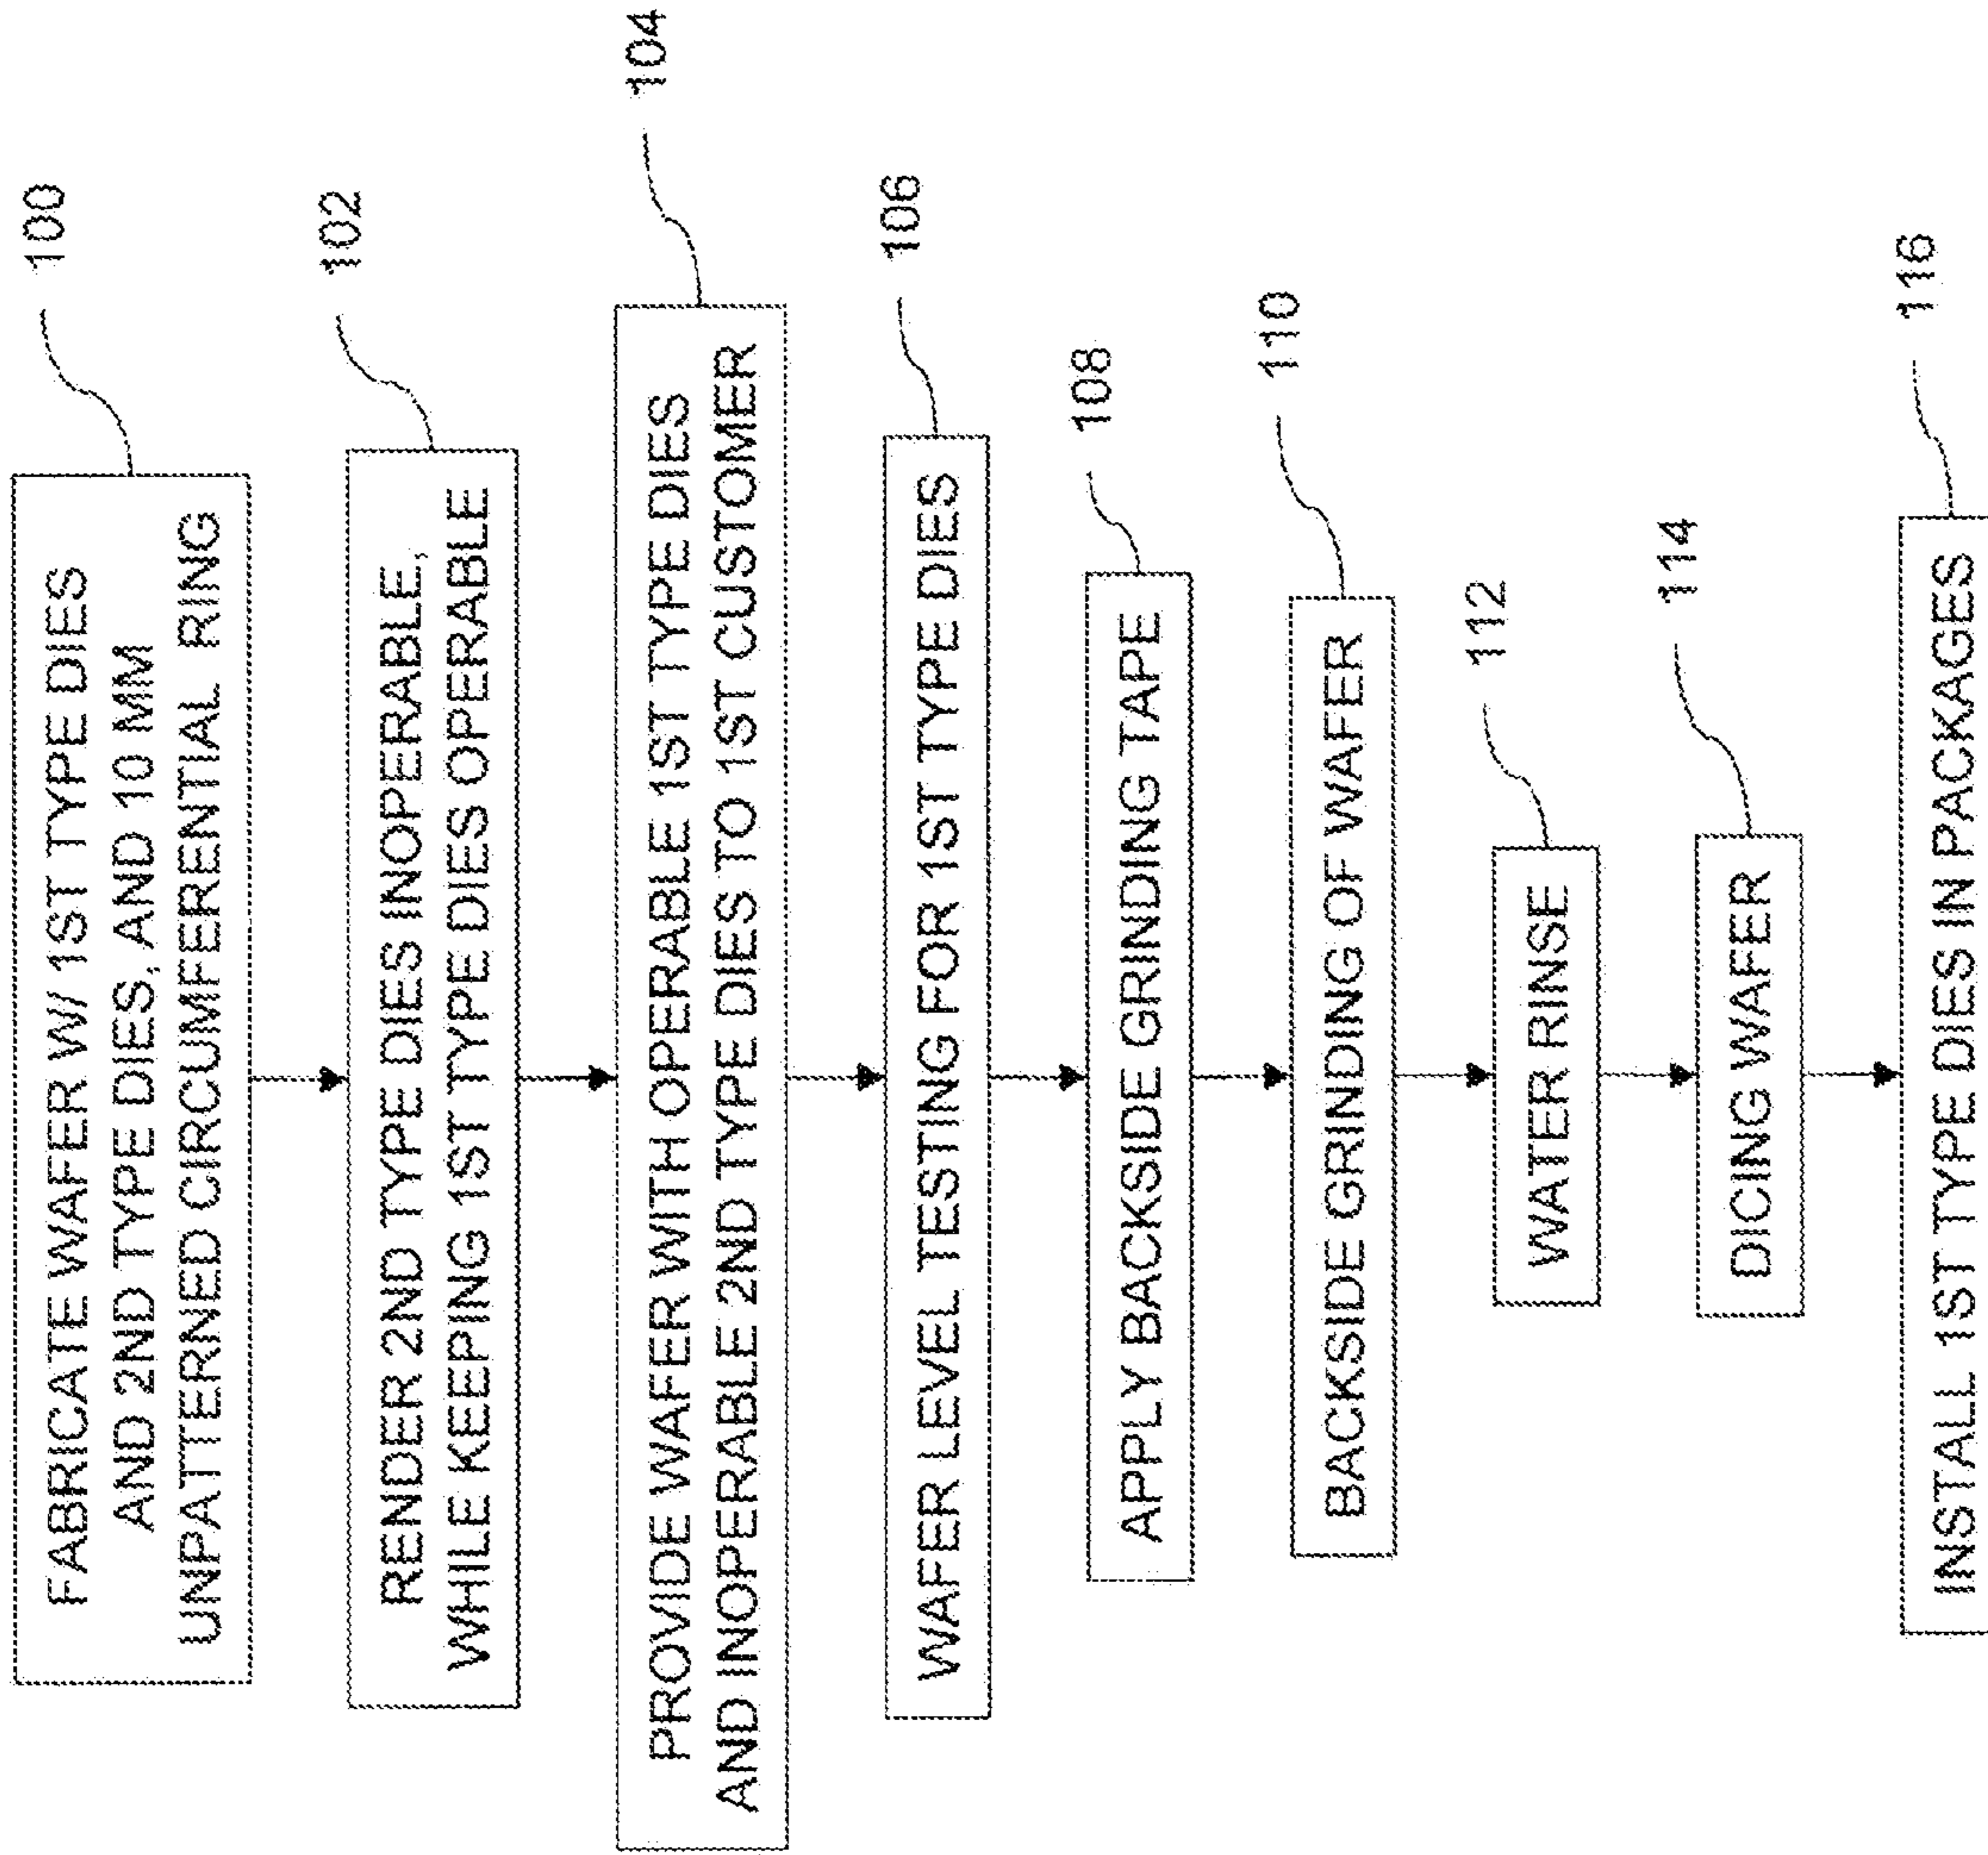 FABRICATE WAFER W/ 1ST TYPE DIES
AND 2ND TYPE DIES, AND 10 MM
UNPATTERNED CIRCUMFERENTIAL RING
100
RENDER 2ND TYPE DIES INOPERABLE,
WHILE KEEPING 1ST TYPE DIES OPERABLE
102
PROVIDE WAFER WITH OPERABLE 1ST TYPE DIES
AND INOPERABLE 2ND TYPE DIES TO 1ST CUSTOMER
104
WAFER LEVEL TESTING FOR 1ST TYPE DIES
106
APPLY BACKSIDE GRINDING TAPE
108
BACKSIDE GRINDING OF WAFER
110
WATER RINSE
112
DICING WAFER
114
INSTALL 1ST TYPE DIES IN PACKAGES
116